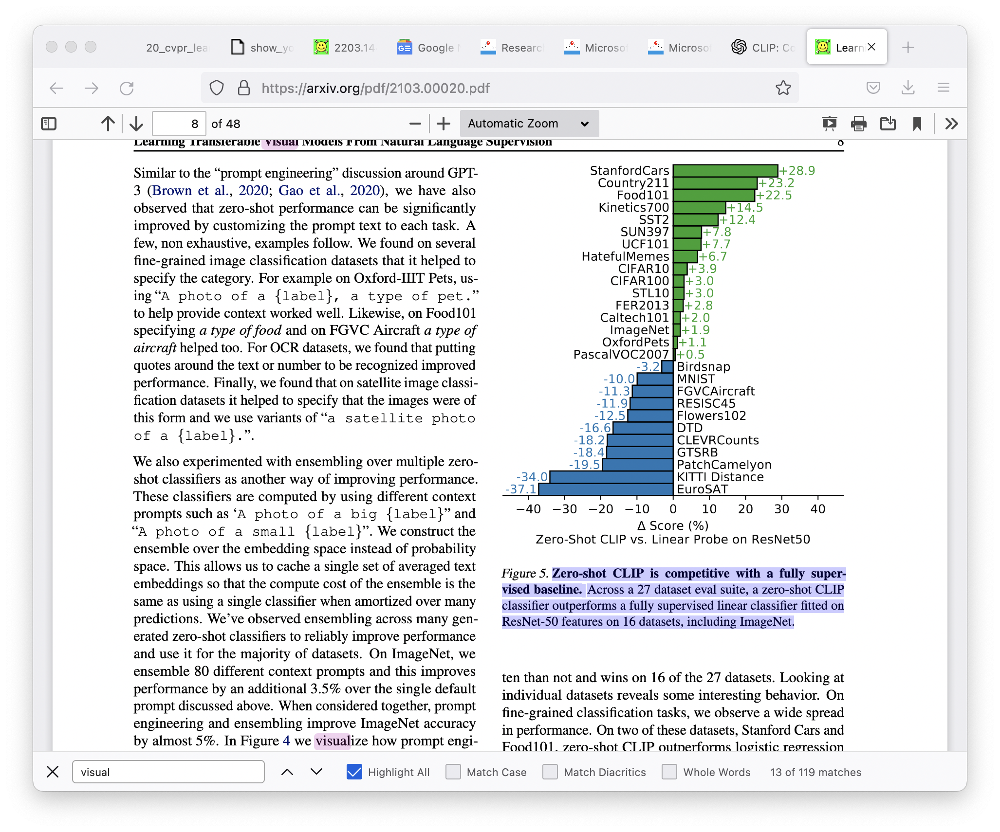 20_cvpr_lea
show_yo
2203.14
Google
Researc
Microso
Microso
CLIP: Co
Learn
https://arxiv.org/pdf/2103.00020.pdf
8 of 48
Automatic Zoom
Learning Transferable Visual Models From Natural Language Supervision 8
Similar to the “prompt engineering” discussion around GPT-
3 (Brown et al., 2020; Gao et al., 2020), we have also
observed that zero-shot performance can be significantly
improved by customizing the prompt text to each task. A
few, non exhaustive, examples follow. We found on several
fine-grained image classification datasets that it helped to
specify the category. For example on Oxford-IIIT Pets, us-
ing “A photo of a {label}, a type of pet.”
to help provide context worked well. Likewise, on Food101
specifying a type of food and on FGVC Aircraft a type of
aircraft helped too. For OCR datasets, we found that putting
quotes around the text or number to be recognized improved
performance. Finally, we found that on satellite image classi-
fication datasets it helped to specify that the images were of
this form and we use variants of “a satellite photo
of a {label}.”.
We also experimented with ensembling over multiple zero-
shot classifiers as another way of improving performance.
These classifiers are computed by using different context
prompts such as ‘A photo of a big {label}” and
“A photo of a small {label}”. We construct the
ensemble over the embedding space instead of probability
space. This allows us to cache a single set of averaged text
embeddings so that the compute cost of the ensemble is the
same as using a single classifier when amortized over many
predictions. We’ve observed ensembling across many gen-
erated zero-shot classifiers to reliably improve performance
and use it for the majority of datasets. On ImageNet, we
ensemble 80 different context prompts and this improves
performance by an additional 3.5% over the single default
prompt discussed above. When considered together, prompt
engineering and ensembling improve ImageNet accuracy
by almost 5%. In Figure 4 we visualize how prompt engi-
StanfordCars +28.9
Country211 +23.2
Food101 +22.5
Kinetics700 +14.5
SST2 +12.4
SUN397 +7.8
UCF101 +7.7
HatefulMemes +6.7
CIFAR10 +3.9
CIFAR100 +3.0
STL10 +3.0
FER2013 +2.8
Caltech101 +2.0
ImageNet +1.9
OxfordPets +1.1
PascalVOC2007 +0.5
-3.2 Birdsnap
-10.0 MNIST
-11.3 FGVCAircraft
-11.9 RESISC45
-12.5 Flowers102
-16.6 DTD
-18.2 CLEVRCounts
-18.4 GTSRB
-19.5 PatchCamelyon
-34.0 KITTI Distance
-37.1 EuroSAT
−40 −30 −20 −10 0 10 20 30 40
Δ Score (%)
Zero-Shot CLIP vs. Linear Probe on ResNet50
Figure 5. Zero-shot CLIP is competitive with a fully super-
vised baseline. Across a 27 dataset eval suite, a zero-shot CLIP
classifier outperforms a fully supervised linear classifier fitted on
ResNet-50 features on 16 datasets, including ImageNet.
ten than not and wins on 16 of the 27 datasets. Looking at
individual datasets reveals some interesting behavior. On
fine-grained classification tasks, we observe a wide spread
in performance. On two of these datasets, Stanford Cars and
Food101, zero-shot CLIP outperforms logistic regression
visual
Highlight All
Match Case
Match Diacritics
Whole Words
13 of 119 matches